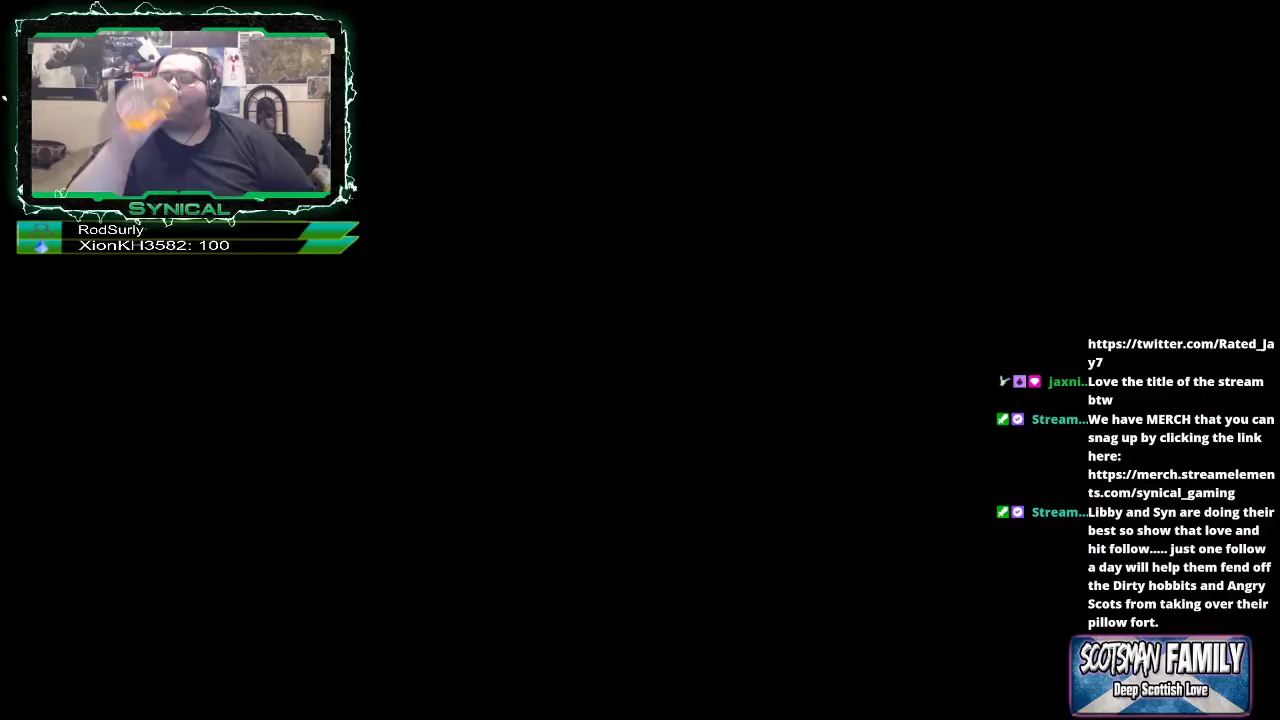 SYNICAL
RodSurly
XionKH3582: 100
https://twitter.com/Rated_Ja
y7
jaxni.. Love the title of the stream
btw
Stream... We have MERCH that you can
snag up by clicking the link
here:
https://merch.streamelemen
ts.com/synical_gaming
Stream... Libby and Syn are doing their
best so show that love and
hit follow..... just one follow
a day will help them fend off
the Dirty hobbits and Angry
Scots from taking over their
pillow fort.
SCOTSMAN FAMILY
Deep Scottish Love